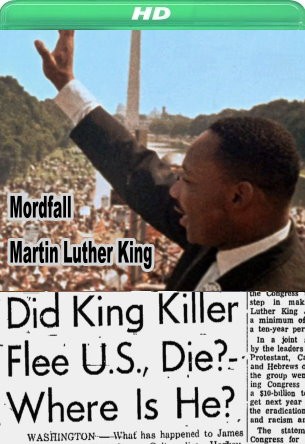 HD
Mordfall
Martin Luther King
Did King Killer
Flee U.S., Die?-
Where Is He?
WASHINGTON — What has happened to James
the Congress
step in mak
Luther King
a minimum of
a ten-year per
In a joint
by the leaders
Protestant, C
and Hebrews o
the group wen
ing Congress
a $10-billion t
get next year
the eradication
and racism a
The statem
Congress to